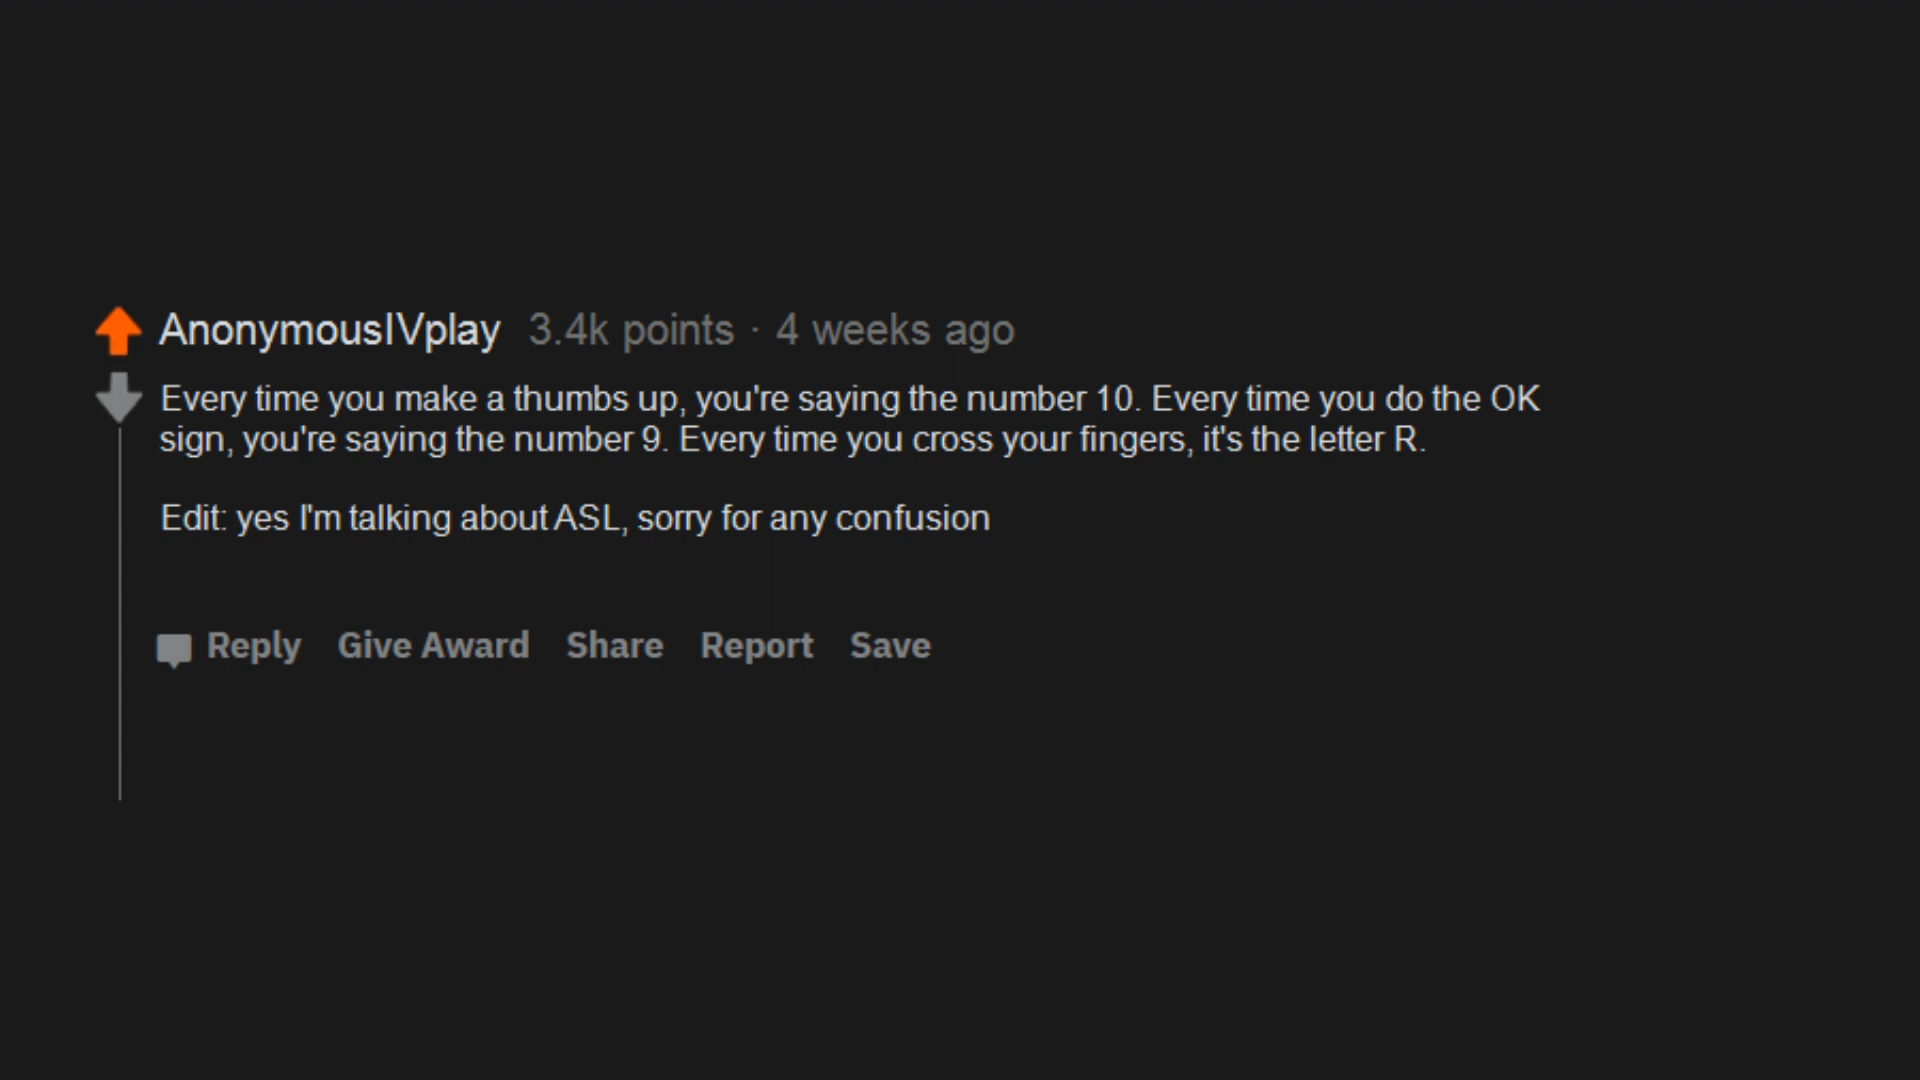 AnonymousIVplay 3.4k points · 4 weeks ago
Every time you make a thumbs up, you're saying the number 10. Every time you do the OK
sign, you're saying the number 9. Every time you cross your fingers, it's the letter R.
Edit: yes I'm talking about ASL, sorry for any confusion
Reply Give Award Share Report Save